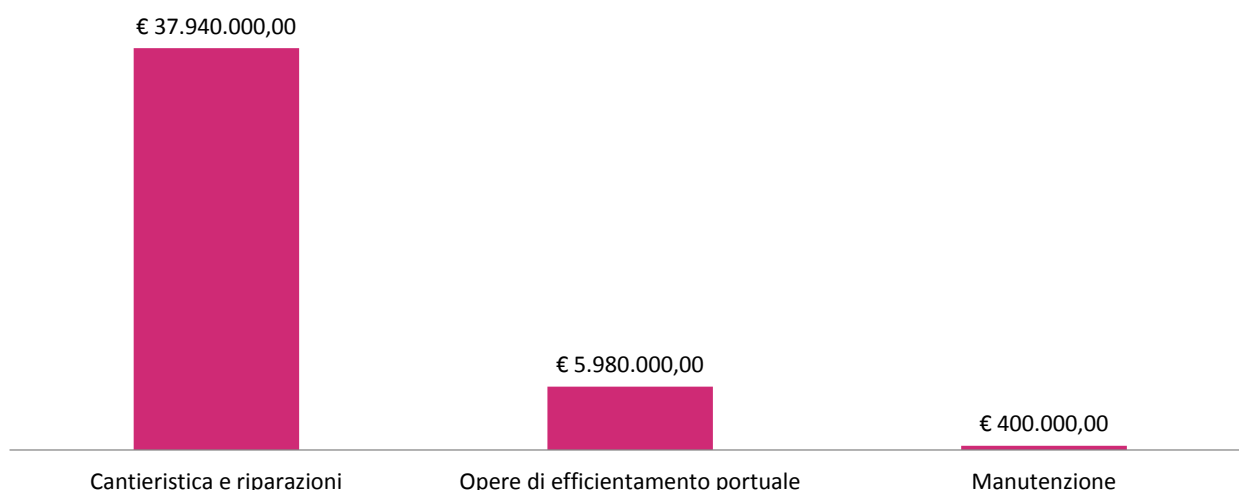 € 37.940.000,00
€ 5.980.000,00
€ 400.000,00
Cantieristica e riparazioni
Opere di efficientamento portuale
Manutenzione